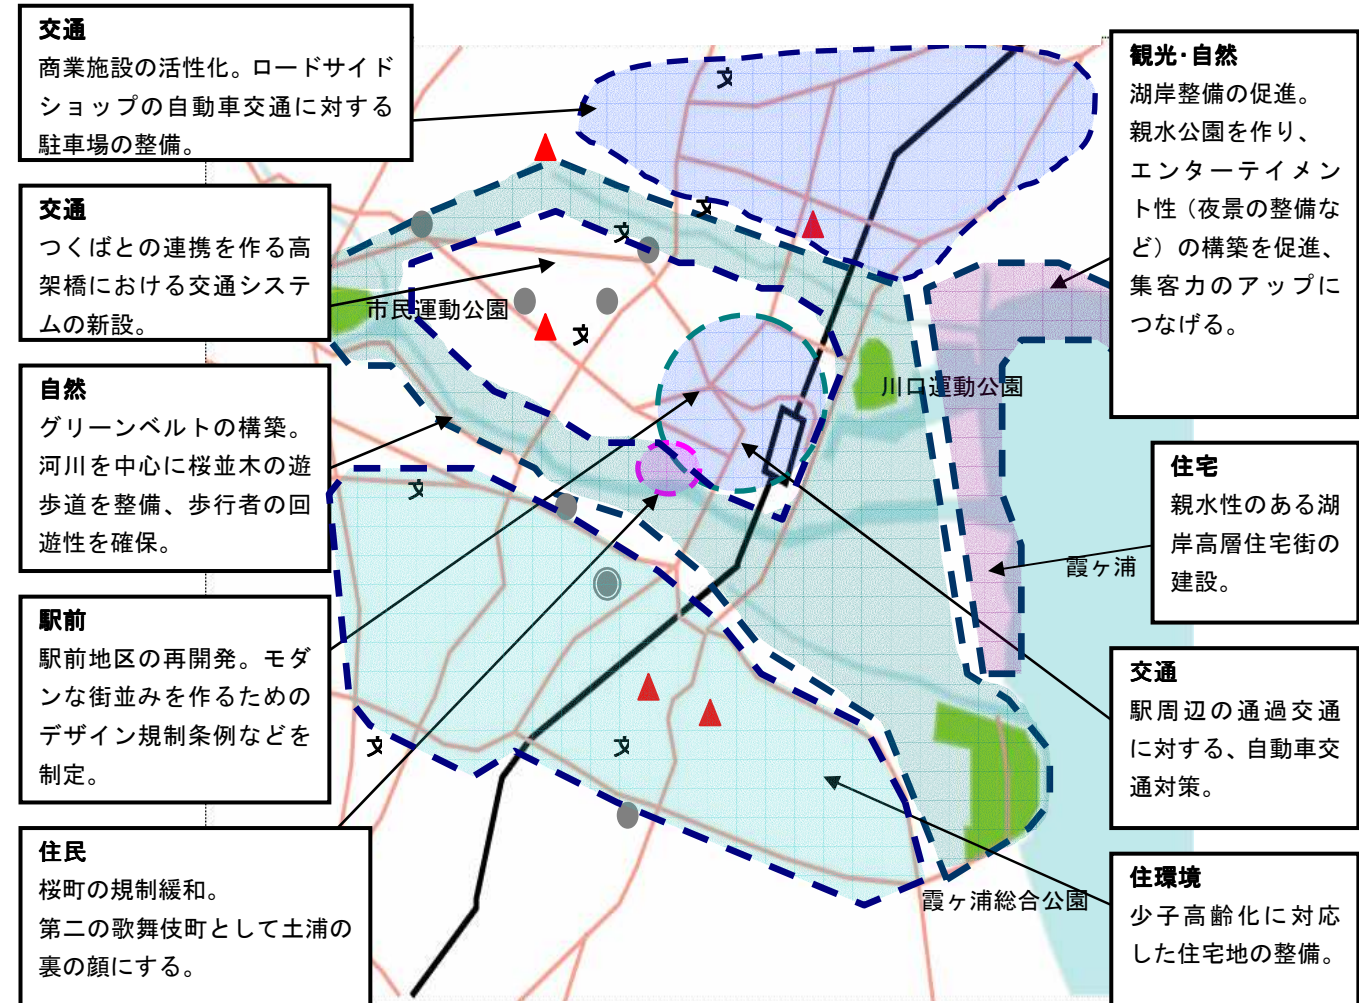 交通
商業施設の活性化。ロードサイド
ショップの自動車交通に対する
駐車場の整備。
交通
つくばとの連携を作る高
架橋における交通システ
ムの新設。
自然
グリーンベルトの構築。
河川を中心に桜並木の遊
歩道を整備、歩行者の回
遊性を確保。
駅前
駅前地区の再開発。モダ
ンな街並みを作るための
デザイン規制条例などを
制定。
住民
桜町の規制緩和。
第二の歌舞伎町として土浦の
裏の顔にする。
市民運動公園
川口運動公園
霞ヶ浦
霞ヶ浦総合公園
観光・自然
湖岸整備の促進。
親水公園を作り、
エンターテイメン
ト性（夜景の整備な
ど）の構築を促進、
集客力のアップに
つなげる。
住宅
親水性のある湖
岸高層住宅街の
建設。
交通
駅周辺の通過交通
に対する、自動車交
通対策。
住環境
少子高齢化に対応
した住宅地の整備。